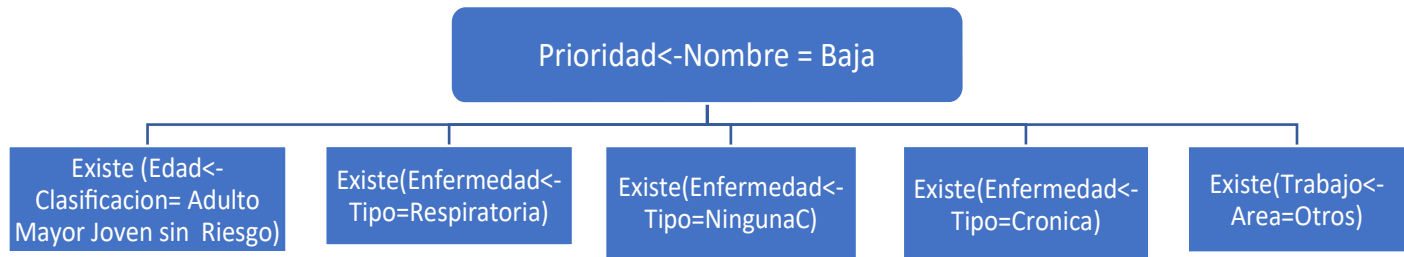 Prioridad<-Nombre = Baja
Existe (Edad<-
Clasificacion= Adulto
Mayor Joven sin  Riesgo)
Existe(Enfermedad<-
Tipo=Respiratoria)
Existe(Enfermedad<-
Tipo=NingunaC)
Existe(Enfermedad<-
Tipo=Cronica)
Existe(Trabajo<-
Area=Otros)